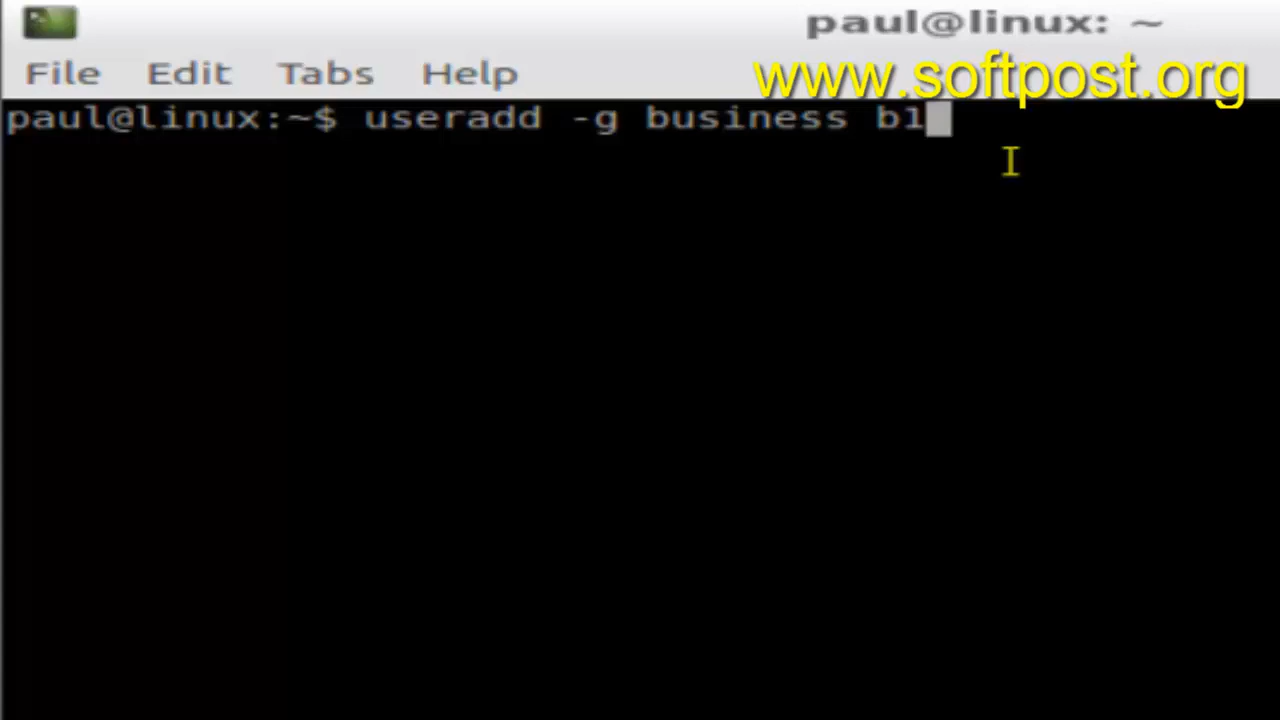 paul@linux: ~
File Edit Tabs Help
www.softpost.org
paul@linux:~$ useradd -g business b1